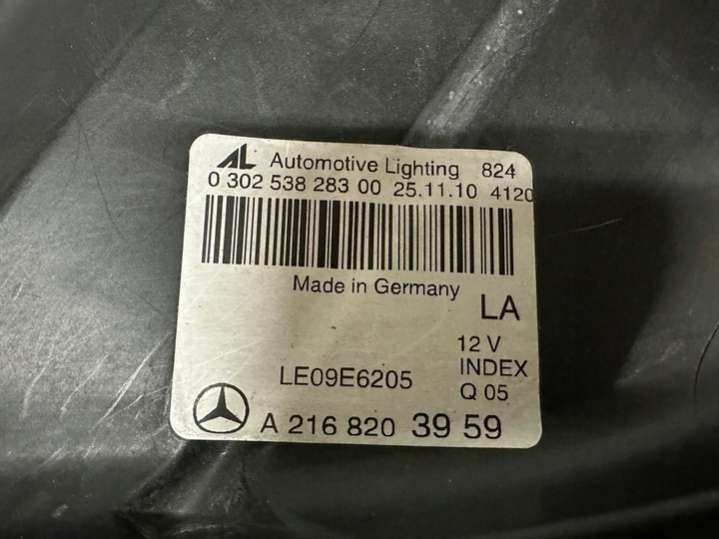 AL Automotive Lighting 824
0 302 538 283 00 25.11.10 4120
Made in Germany
LA
12 V
LE09E6205 INDEX
Q 05
A 216 820 39 59